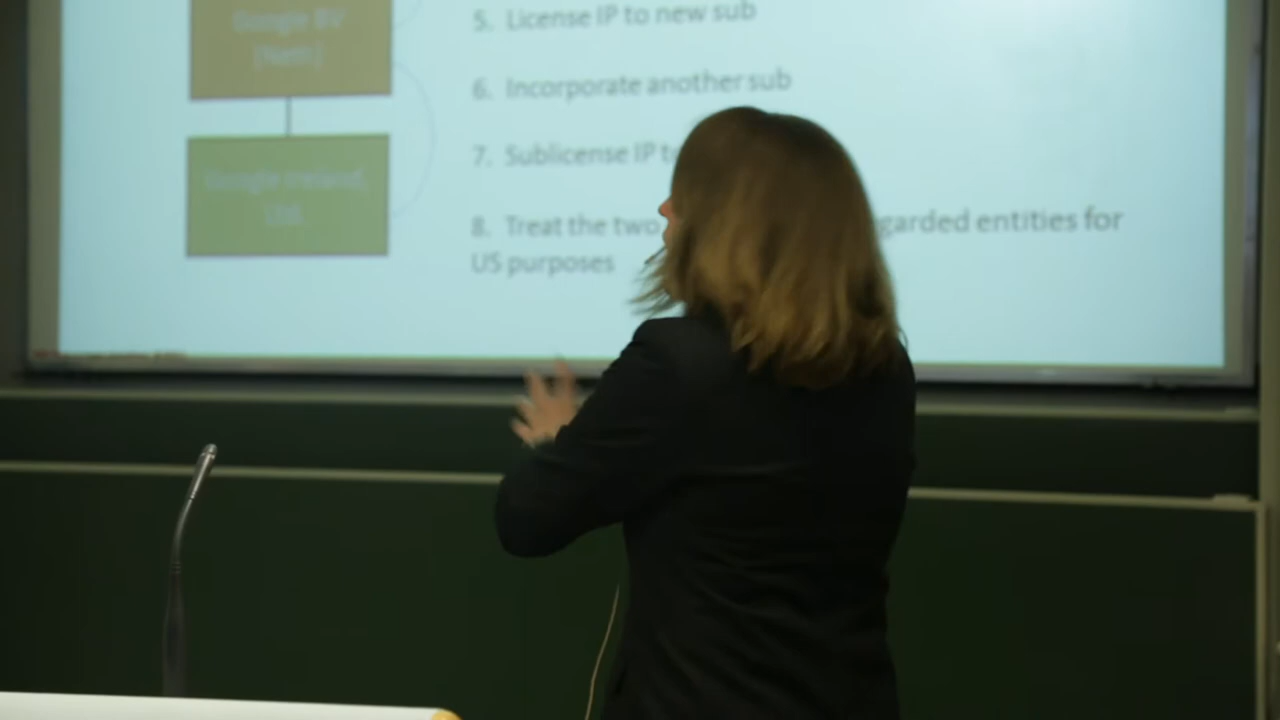 Google BV
[Neth]
Google Ireland,
Ltd.
5. License IP to new sub
6. Incorporate another sub
7. Sublicense IP
8. Treat the two garded entities for
US purposes